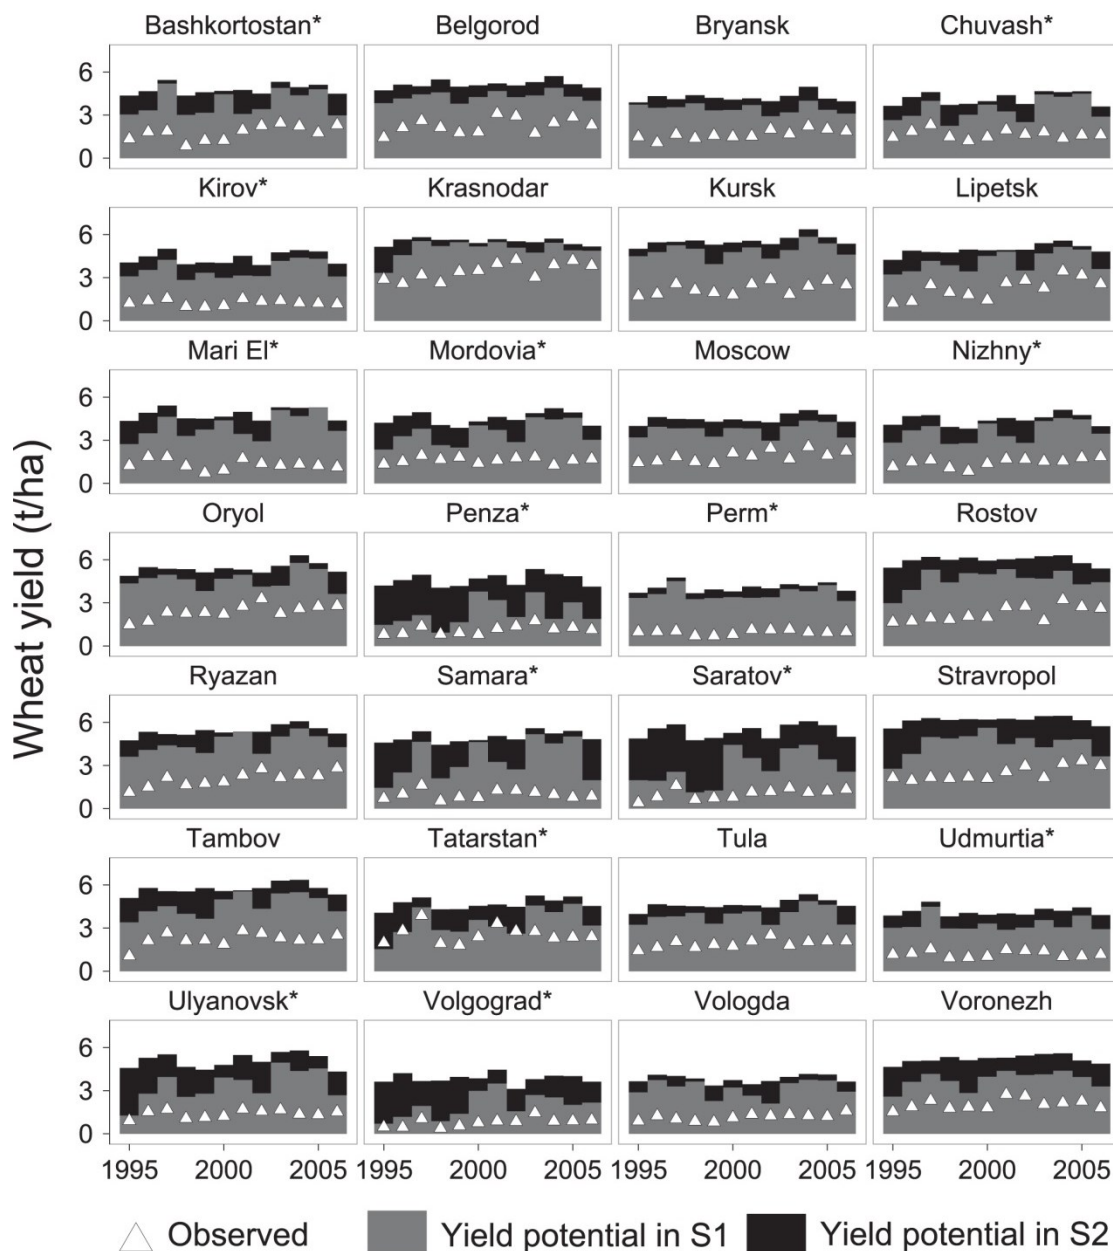 Bashkortostan* Belgorod Bryansk Chuvash*
6
3
0
Kirov* Krasnodar Kursk Lipetsk
6
3
0
Mari El* Mordovia* Moscow Nizhny*
6
3
0
Oryol Penza* Perm* Rostov
6
3
0
Ryazan Samara* Saratov* Stravropol
6
3
0
Tambov Tatarstan* Tula Udmurtia*
6
3
0
Ulyanovsk* Volgograd* Vologda Voronezh
6
3
0
1995 2000 2005 1995 2000 2005 1995 2000 2005 1995 2000 2005
Wheat yield (t/ha)
Observed Yield potential in S1 Yield potential in S2